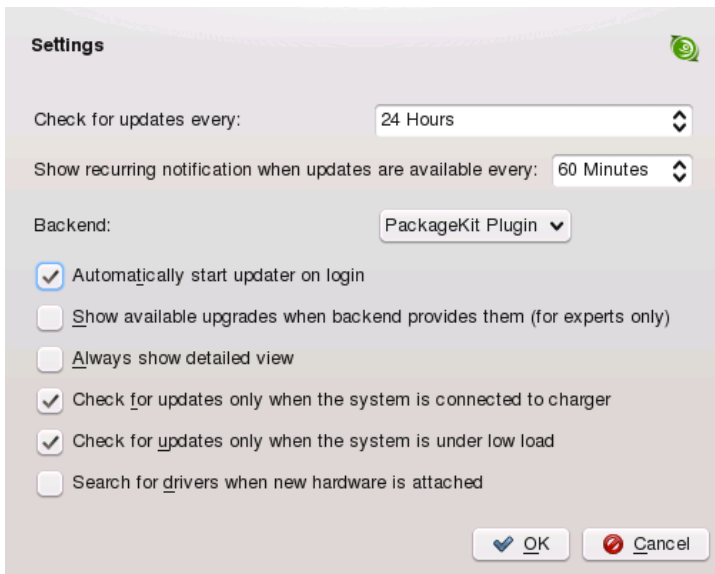 Settings
Check for updates every: 24 Hours
Show recurring notification when updates are available every: 60 Minutes
Backend: PackageKit Plugin
Automatically start updater on login
Show available upgrades when backend provides them (for experts only)
Always show detailed view
Check for updates only when the system is connected to charger
Check for updates only when the system is under low load
Search for drivers when new hardware is attached
OK Cancel